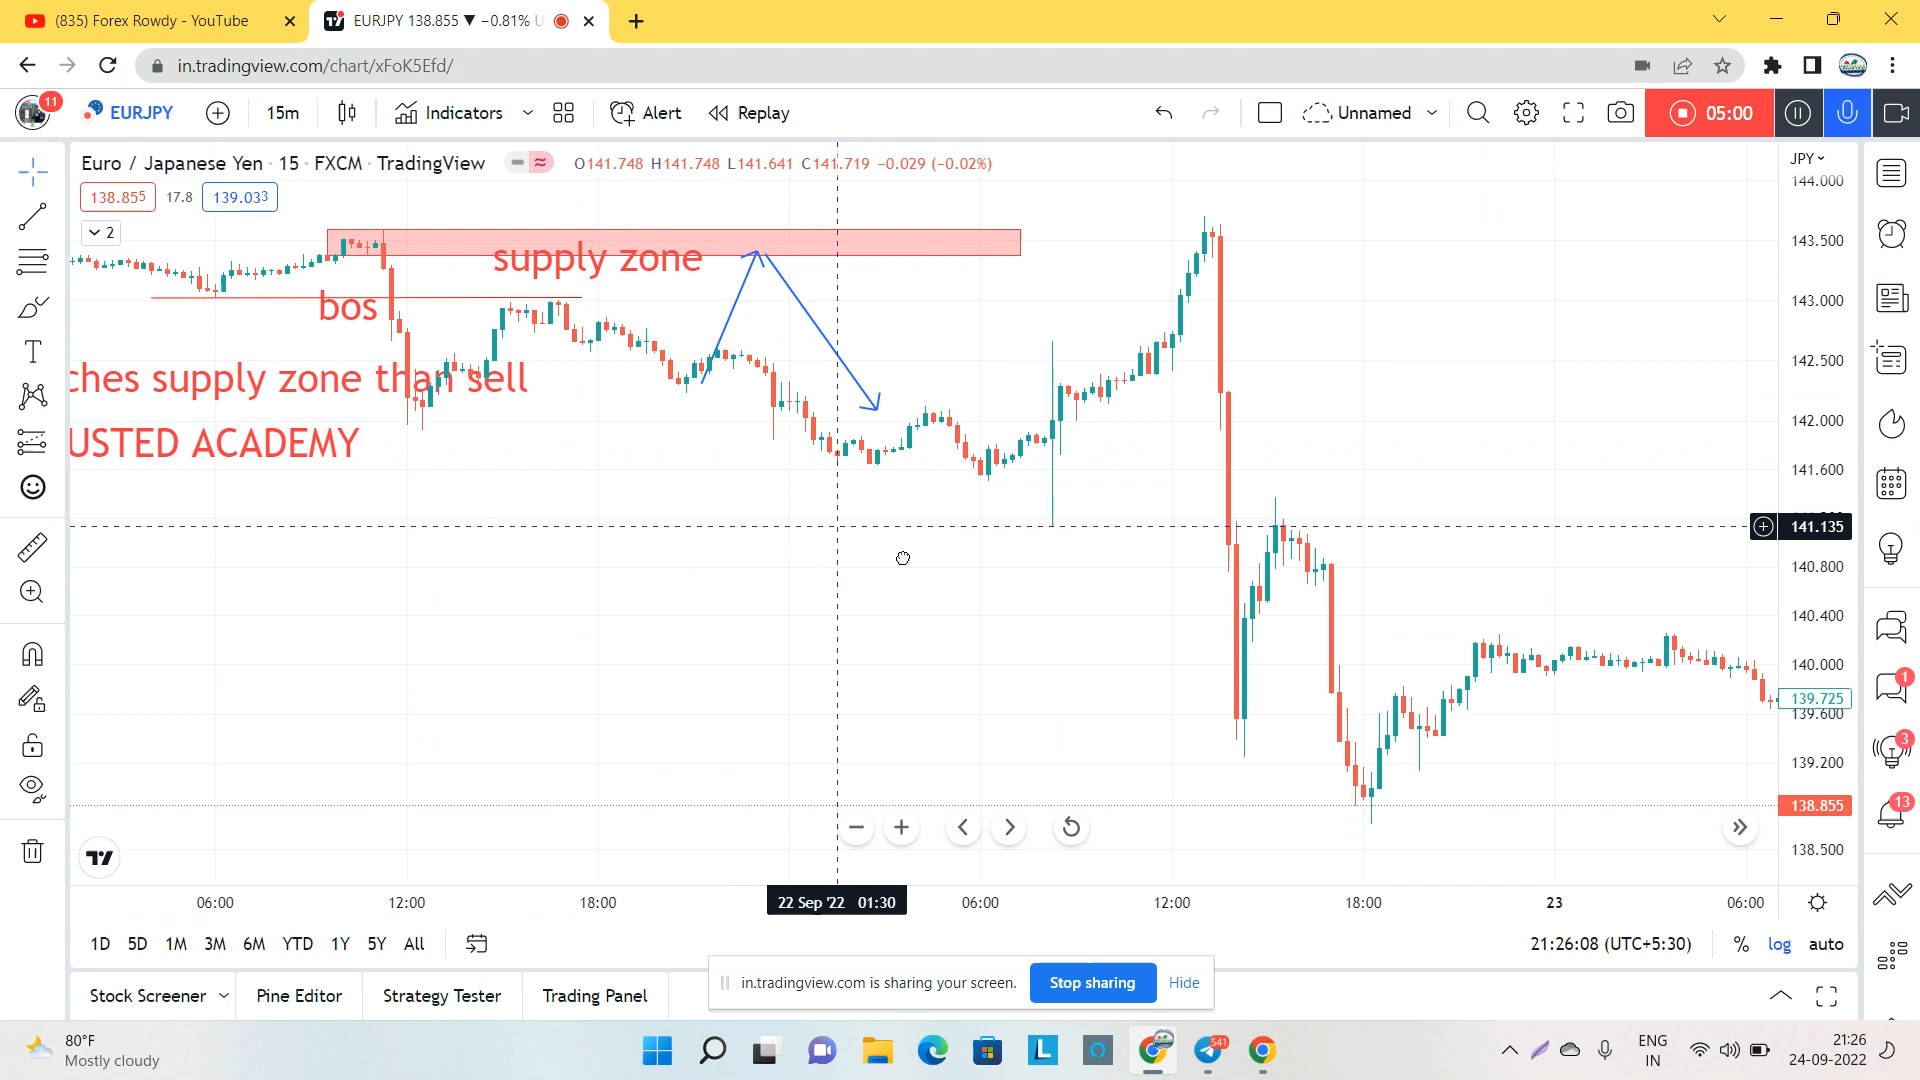 (835) Forex Rowdy - YouTube
EURJPY 138.855 ▼ −0.81% U
in.tradingview.com/chart/xFoK5Efd/
11
EURJPY
15m
Indicators
Alert
Replay
Unnamed
05:00
Euro / Japanese Yen · 15 · FXCM · TradingView
O141.748 H141.748 L141.641 C141.719 −0.029 (−0.02%)
JPY
138.855
17.8
139.033
2
144.000
143.500
143.000
142.500
142.000
141.600
141.135
140.800
140.400
140.000
139.725
139.600
139.200
138.855
138.500
supply zone
bos
ches supply zone than sell
USTED ACADEMY
1
3
13
06:00
12:00
18:00
22 Sep '22 01:30
06:00
12:00
18:00
23
06:00
1D 5D 1M 3M 6M YTD 1Y 5Y All
21:26:08 (UTC+5:30)
% log auto
in.tradingview.com is sharing your screen.
Stop sharing
Hide
Stock Screener
Pine Editor
Strategy Tester
Trading Panel
80°F
Mostly cloudy
541
ENG
IN
21:26
24-09-2022